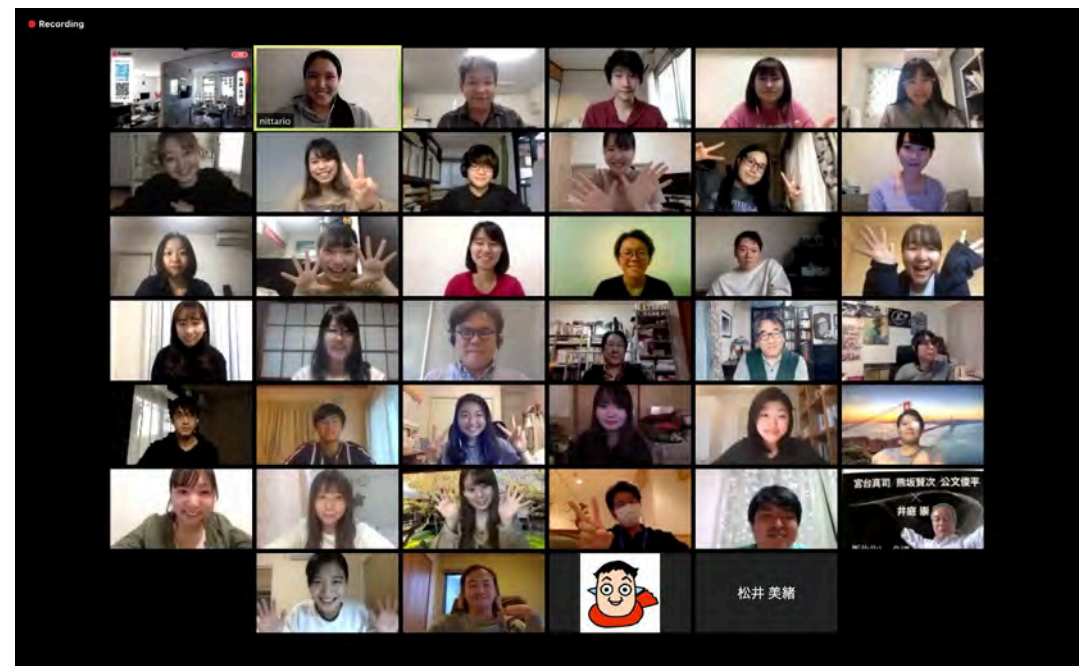 Recording
nittario
宮台真司 熊坂賢次 公文俊平
×
井庭 崇
松井 美緒